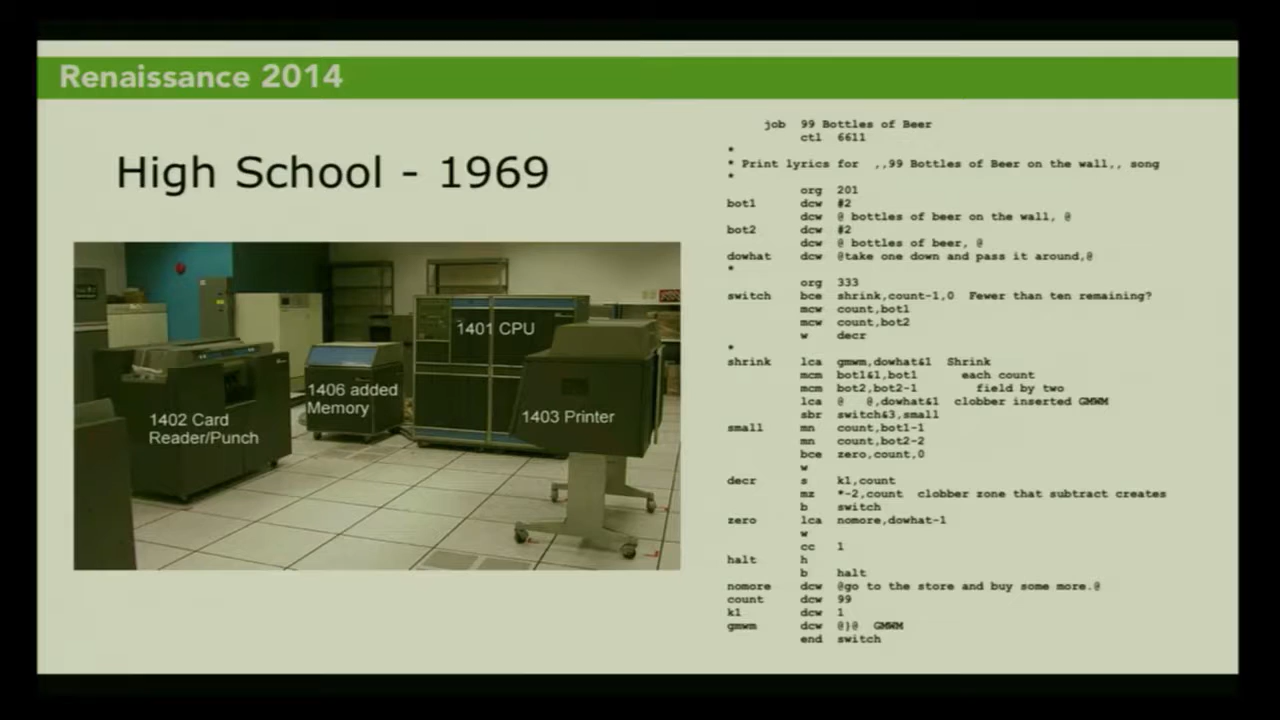 Renaissance 2014
High School - 1969
1401 CPU
1406 added
Memory
1402 Card
Reader/Punch
1403 Printer
job 99 Bottles of Beer
ctl 6611
*
* Print lyrics for ,,99 Bottles of Beer on the wall,, song
*
org 201
bot1 dcw #2
dcw @ bottles of beer on the wall, @
bot2 dcw #2
dcw @ bottles of beer, @
dowhat dcw @take one down and pass it around,@
*
org 333
switch bce shrink,count-1,0 Fewer than ten remaining?
mcw count,bot1
mcw count,bot2
w decr
*
shrink lca gmwm,dowhat&1 Shrink
mcm bot1&1,bot1 each count
mcm bot2,bot2-1 field by two
lca @ @,dowhat&1 clobber inserted GMWM
sbr switch&3,small
small mn count,bot1-1
mn count,bot2-2
bce zero,count,0
w
decr s k1,count
mz *-2,count clobber zone that subtract creates
b switch
zero lca nomore,dowhat-1
w
cc 1
halt h
b halt
nomore dcw @go to the store and buy some more.@
count dcw 99
k1 dcw 1
gmwm dcw @}@ GMWM
end switch